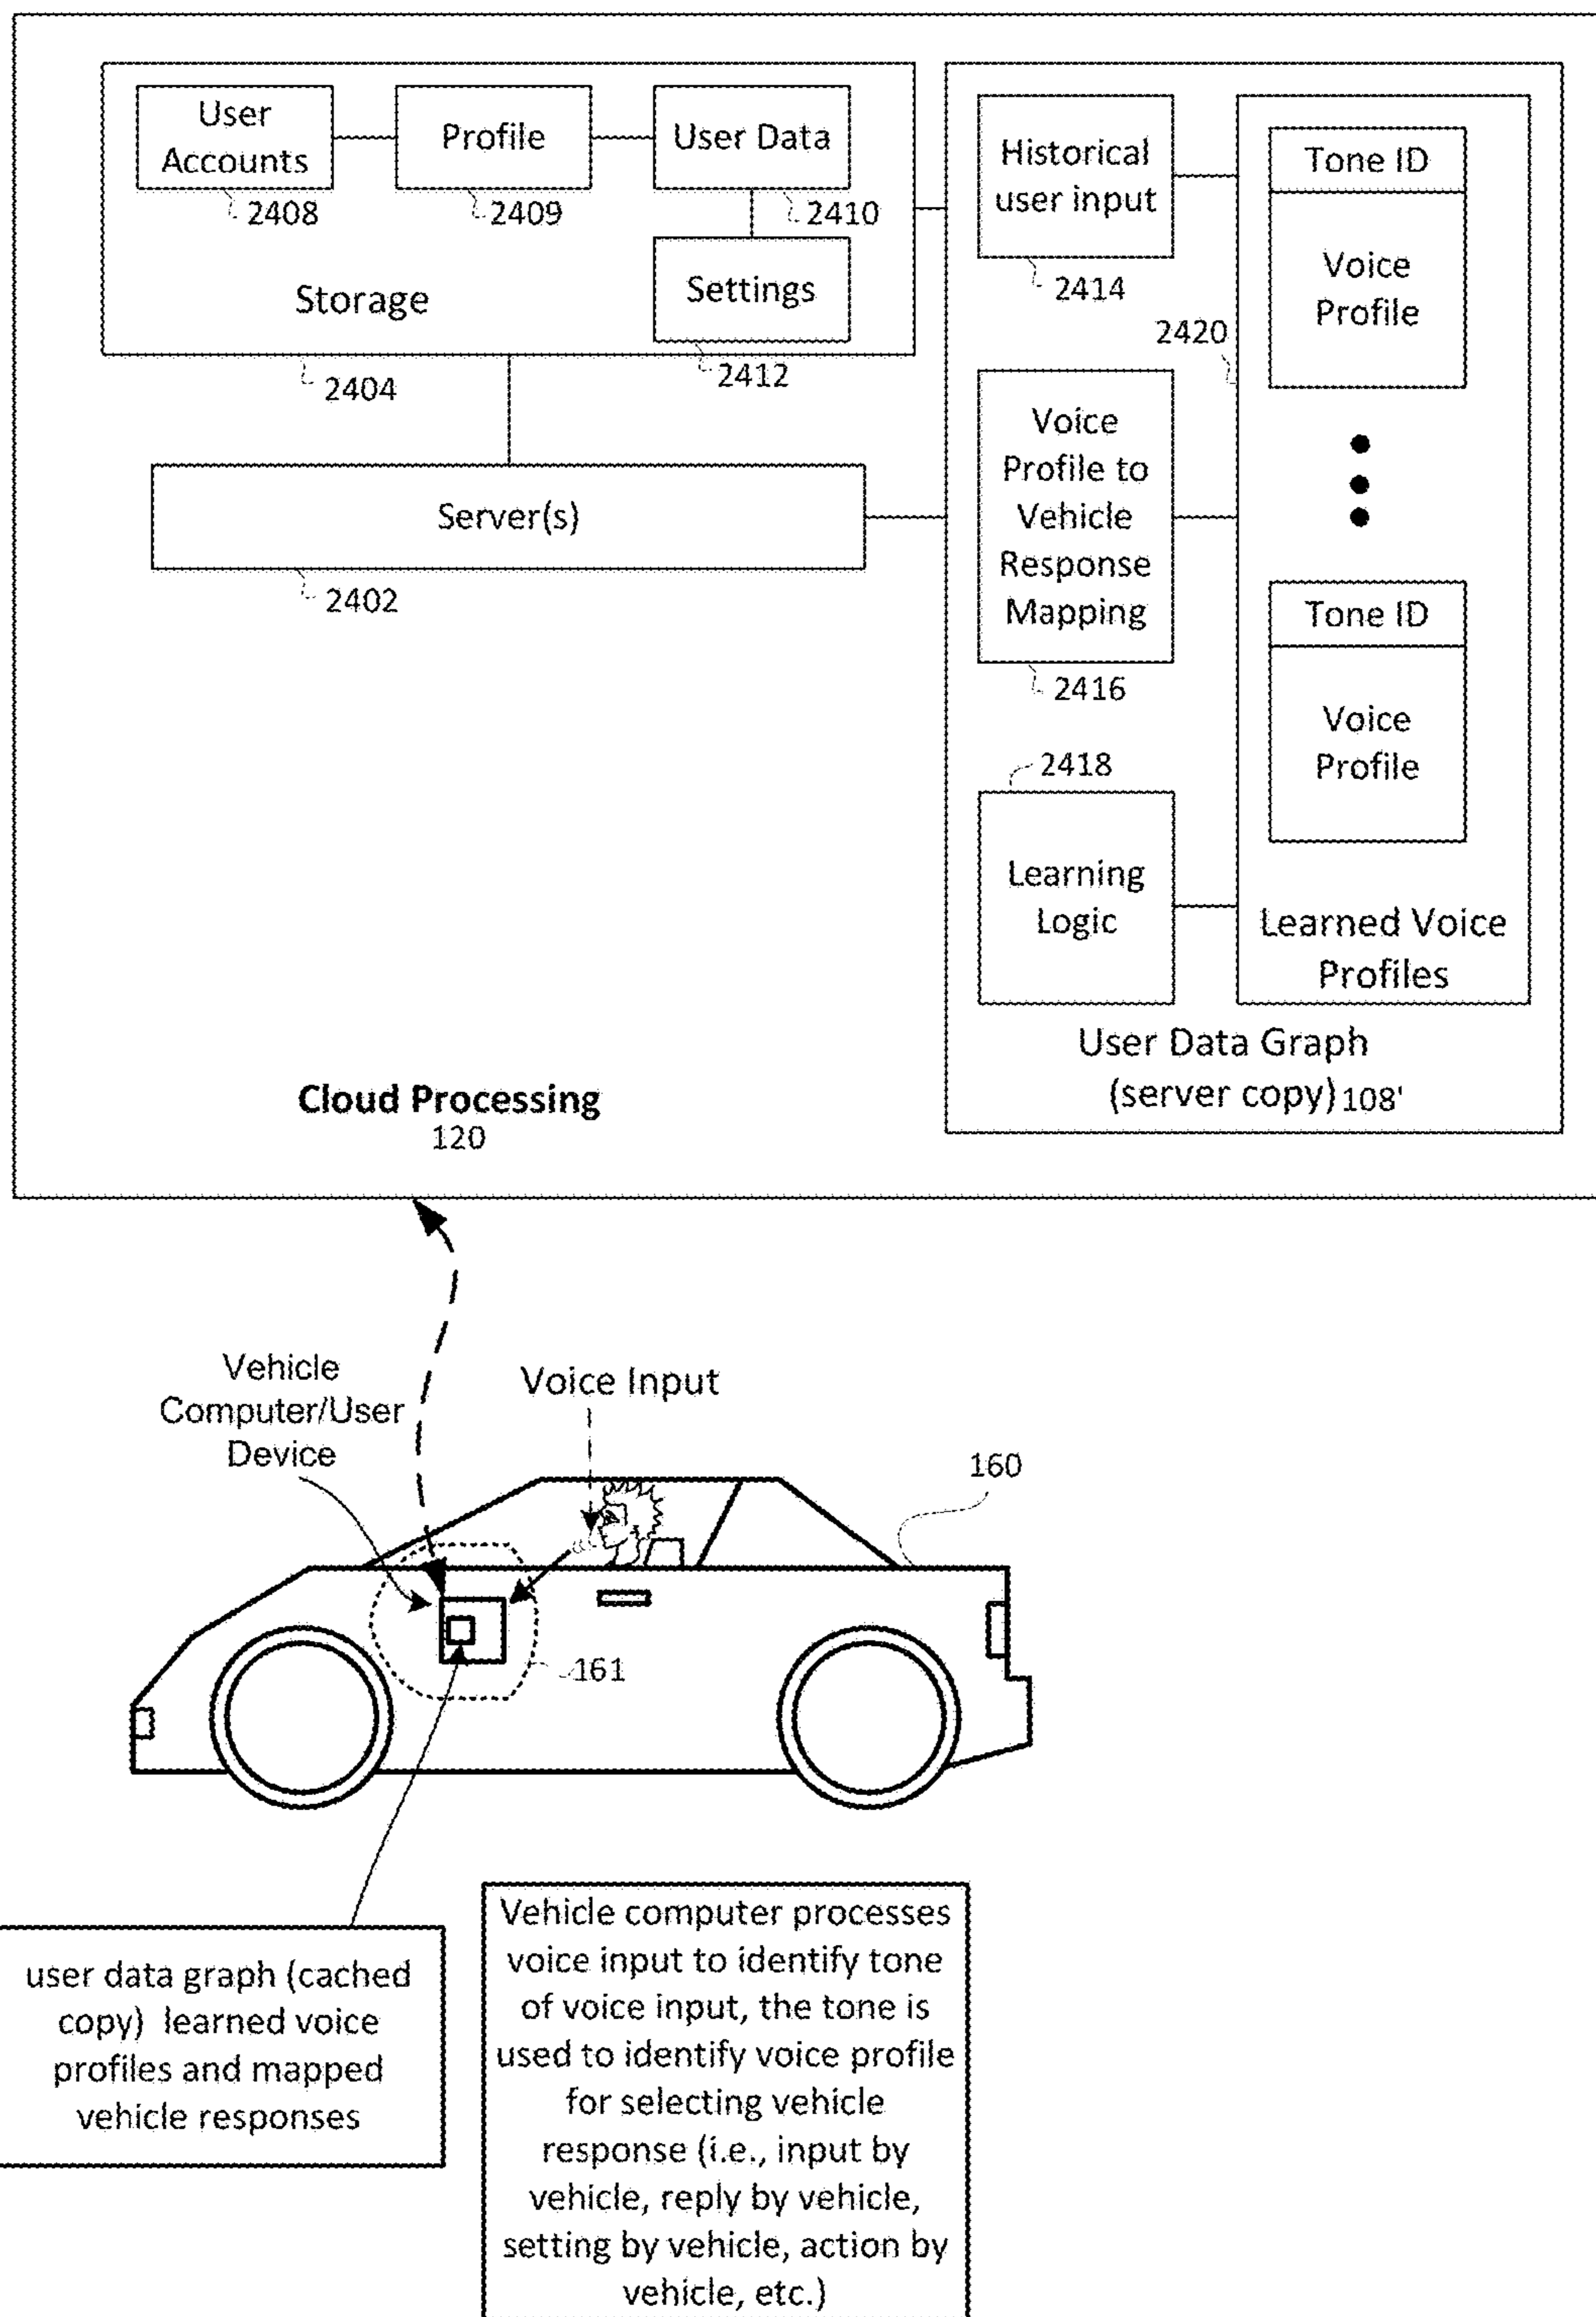 User
Accounts
2408
Profile
2409
User Data
2410
Settings
2412
Storage
2404
Server(s)
2402
Historical
user input
2414
2420
Voice
Profile to
Vehicle
Response
Mapping
2416
2418
Learning
Logic
Tone ID
Voice
Profile
Tone ID
Voice
Profile
Learned Voice
Profiles
User Data Graph
(server copy) 108'
Cloud Processing
120
Vehicle
Computer/User
Device
Voice Input
160
161
user data graph (cached
copy) learned voice
profiles and mapped
vehicle responses
Vehicle computer processes
voice input to identify tone
of voice input, the tone is
used to identify voice profile
for selecting vehicle
response (i.e., input by
vehicle, reply by vehicle,
setting by vehicle, action by
vehicle, etc.)